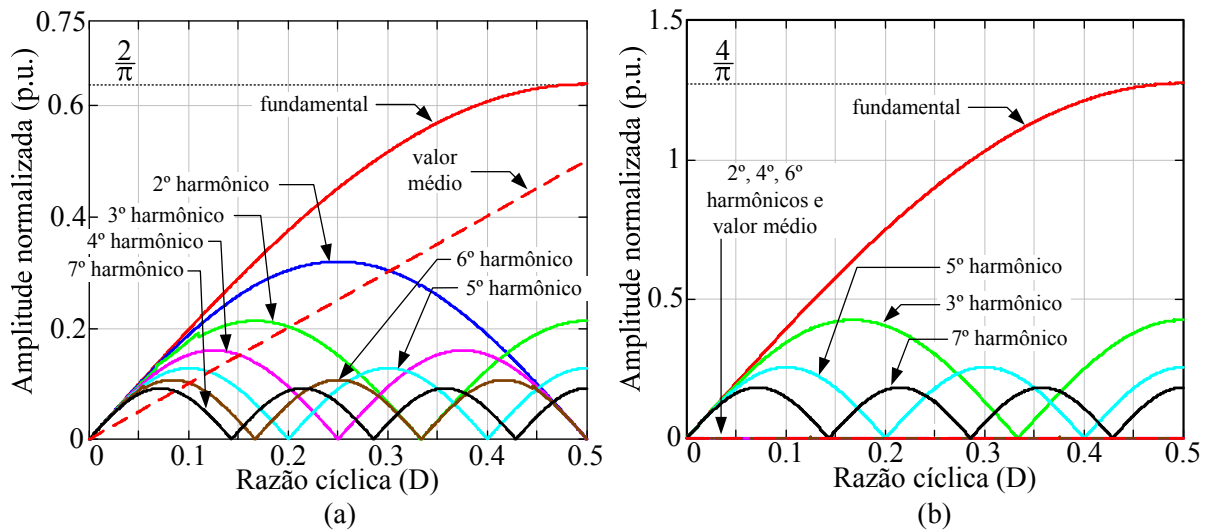 0.75
0.6
0.4
0.2
0
Amplitude normalizada (p.u.)
2
π
fundamental
valor
médio
2º harmônico
3º harmônico
4º harmônico
7º harmônico
6º harmônico
5º harmônico
0 0.1 0.2 0.3 0.4 0.5
Razão cíclica (D)
(a)
1.5
1
0.5
0
Amplitude normalizada (p.u.)
4
π
fundamental
2º, 4º, 6º
harmônicos e
valor médio
5º harmônico
3º harmônico
7º harmônico
0 0.1 0.2 0.3 0.4 0.5
Razão cíclica (D)
(b)